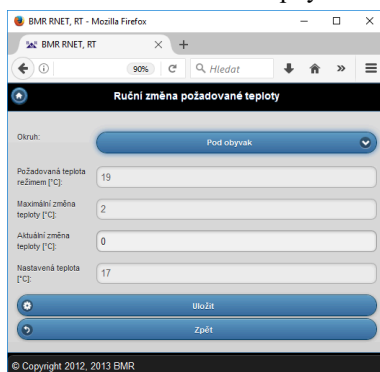 BMR RNET, RT - Mozilla Firefox
BMR RNET, RT
90%
Hledat
Ruční změna požadované teploty
Okruh:
Pod obyvak
Požadovaná teplota
režimem [°C]:
19
Maximální změna
teploty [°C]:
2
Aktuální změna
teploty [°C]:
0
Nastavená teplota
[°C]:
17
Uložit
Zpět
© Copyright 2012, 2013 BMR